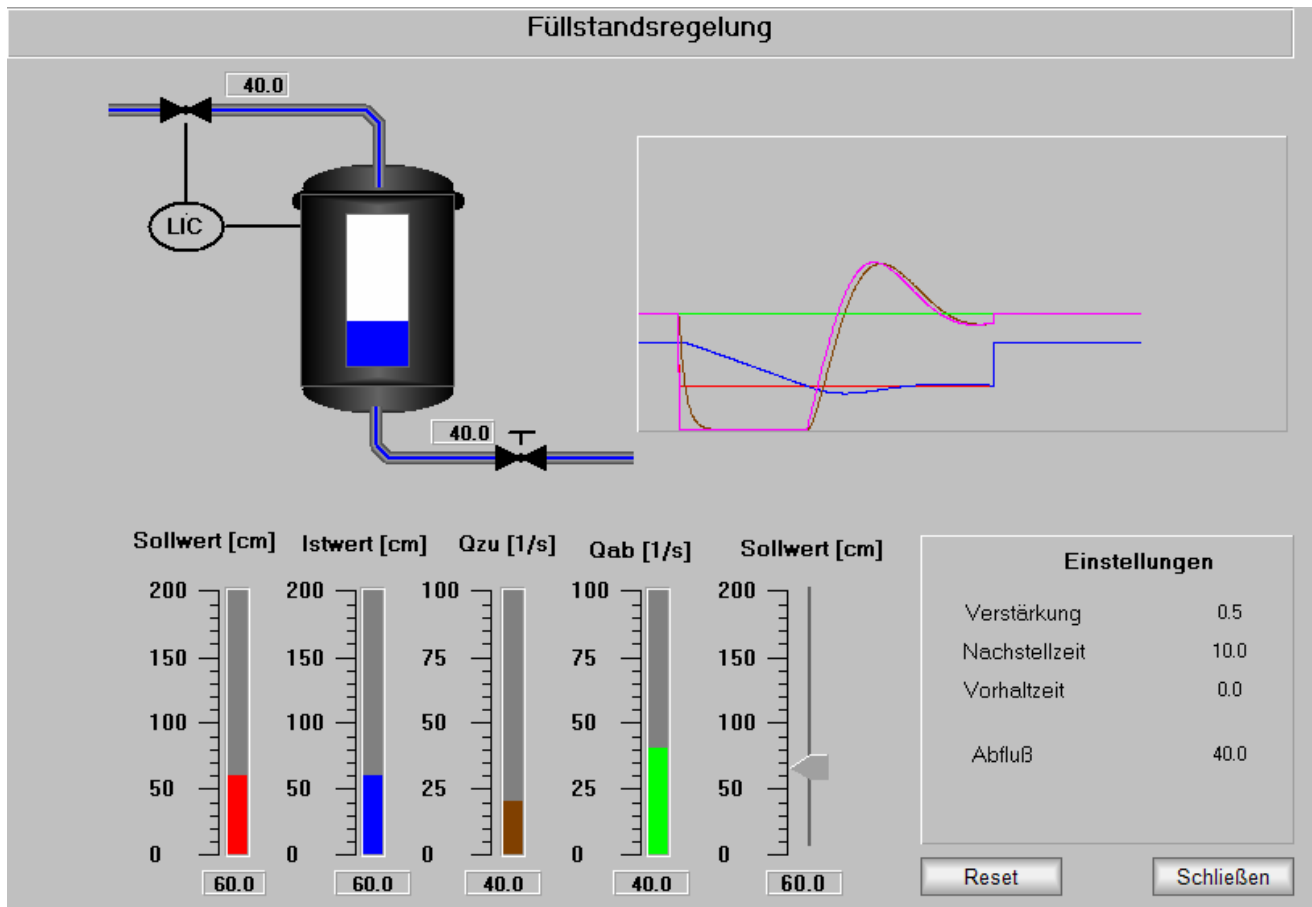 Füllstandsregelung
40.0
LIC
40.0
Sollwert [cm] Istwert [cm] Qzu [1/s] Qab [1/s] Sollwert [cm]
200 200 100 100 200
150 150 75 75 150
100 100 50 50 100
50 50 25 25 50
0 0 0 0 0
60.0 60.0 40.0 40.0 60.0
Einstellungen
Verstärkung 0.5
Nachstellzeit 10.0
Vorhaltzeit 0.0
Abfluß 40.0
Reset Schließen